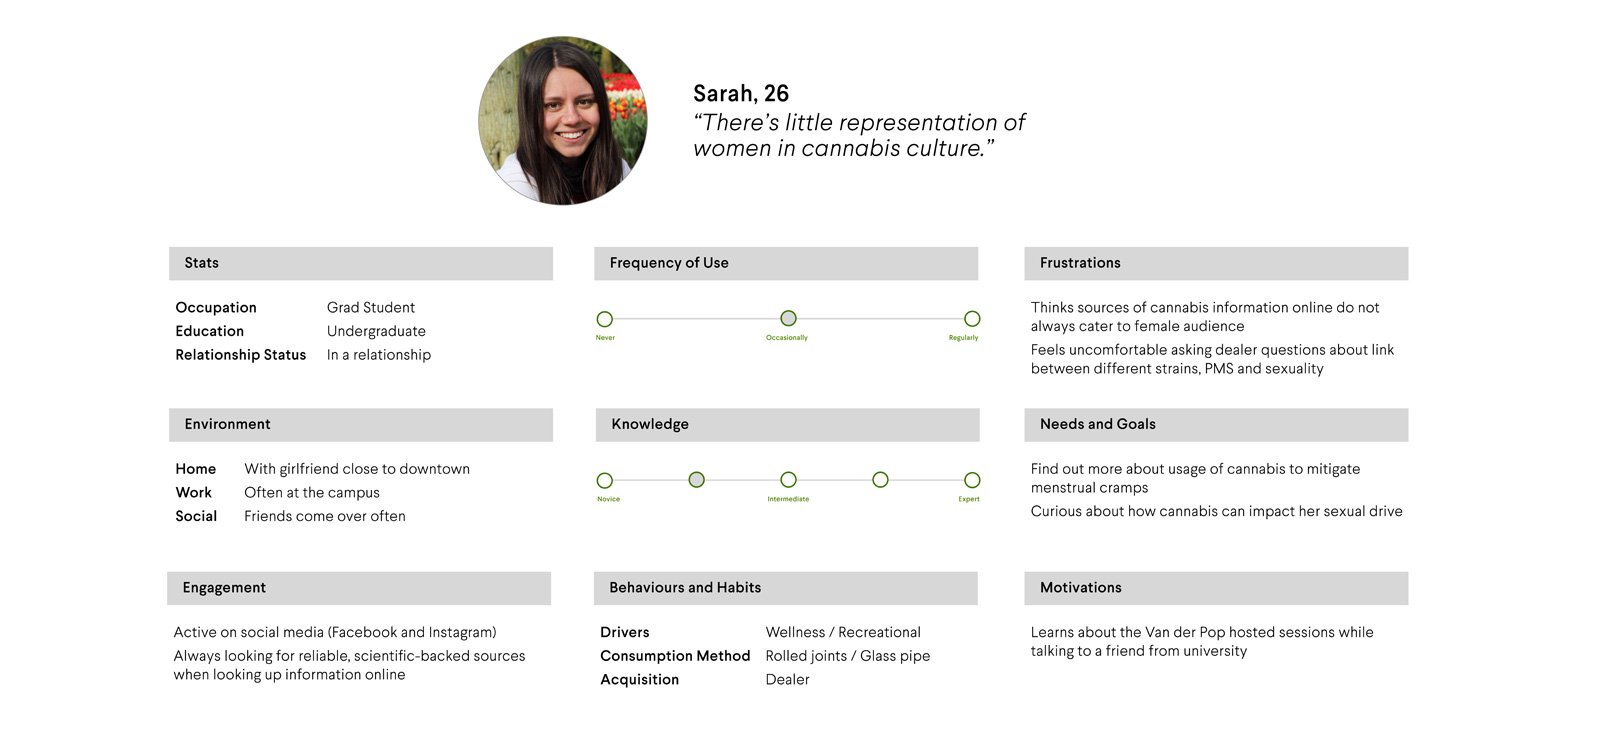 Sarah, 26
“There’s little representation of
women in cannabis culture.”
Stats
Occupation Grad Student
Education Undergraduate
Relationship Status In a relationship
Frequency of Use
Never Occasionally Regularly
Frustrations
Thinks sources of cannabis information online do not
always cater to female audience
Feels uncomfortable asking dealer questions about link
between different strains, PMS and sexuality
Environment
Home With girlfriend close to downtown
Work Often at the campus
Social Friends come over often
Knowledge
Novice Intermediate Expert
Needs and Goals
Find out more about usage of cannabis to mitigate
menstrual cramps
Curious about how cannabis can impact her sexual drive
Engagement
Active on social media (Facebook and Instagram)
Always looking for reliable, scientific-backed sources
when looking up information online
Behaviours and Habits
Drivers Wellness / Recreational
Consumption Method Rolled joints / Glass pipe
Acquisition Dealer
Motivations
Learns about the Van der Pop hosted sessions while
talking to a friend from university